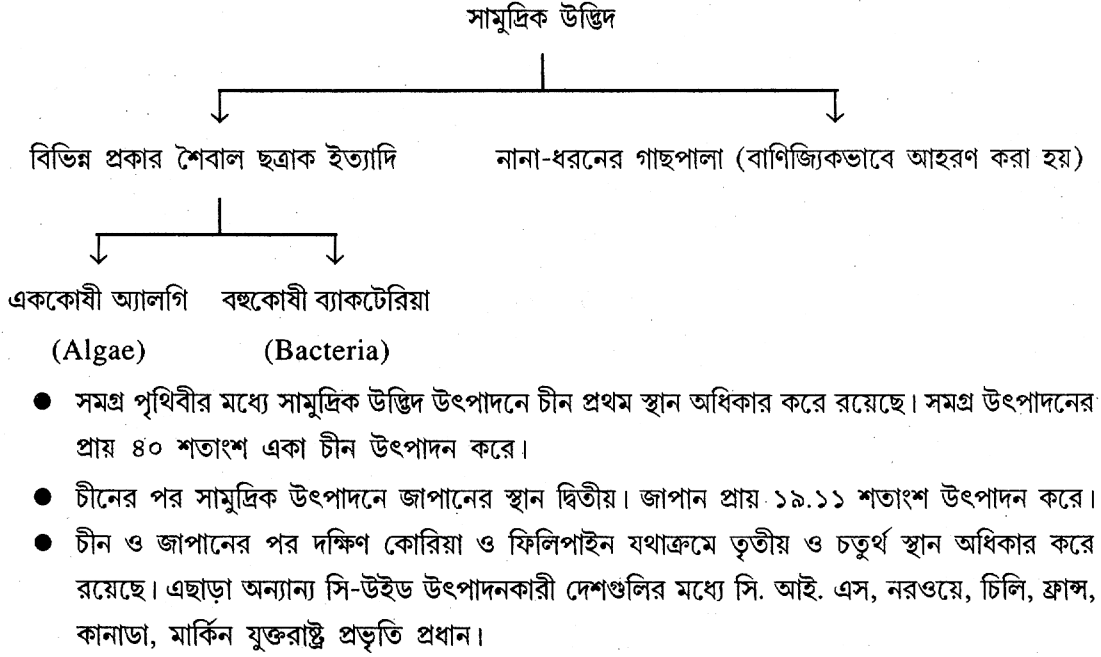 সামুদ্রিক উদ্ভিদ
বিভিন্ন প্রকার শৈবাল ছত্রাক ইত্যাদি
নানা-ধরনের গাছপালা (বাণিজ্যিকভাবে আহরণ করা হয়)
এককোষী অ্যালগি
বহুকোষী ব্যাকটেরিয়া
(Algae)
(Bacteria)
● সমগ্র পৃথিবীর মধ্যে সামুদ্রিক উদ্ভিদ উৎপাদনে চীন প্রথম স্থান অধিকার করে রয়েছে। সমগ্র উৎপাদনের
প্রায় ৪০ শতাংশ একা চীন উৎপাদন করে।
● চীনের পর সামুদ্রিক উৎপাদনে জাপানের স্থান দ্বিতীয়। জাপান প্রায় ১৯.১১ শতাংশ উৎপাদন করে।
● চীন ও জাপানের পর দক্ষিণ কোরিয়া ও ফিলিপাইন যথাক্রমে তৃতীয় ও চতুর্থ স্থান অধিকার করে
রয়েছে। এছাড়া অন্যান্য সি-উইড উৎপাদনকারী দেশগুলির মধ্যে সি. আই. এস, নরওয়ে, চিলি, ফ্রান্স,
কানাডা, মার্কিন যুক্তরাষ্ট্র প্রভৃতি প্রধান।